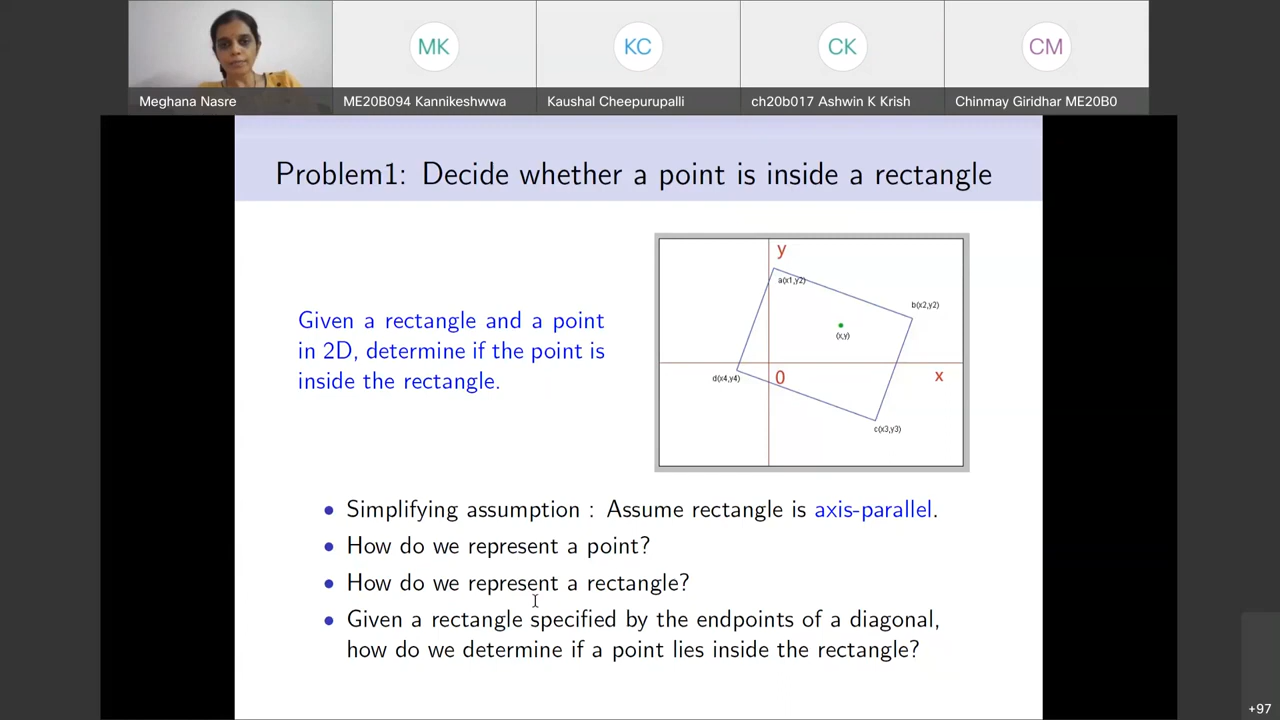 MK
KC
CK
CM
Meghana Nasre
ME20B094 Kannikeshwwa
Kaushal Cheepurupalli
ch20b017 Ashwin K Krish
Chinmay Giridhar ME20B0
Problem1: Decide whether a point is inside a rectangle
Given a rectangle and a point
in 2D, determine if the point is
inside the rectangle.
y
a(x1,y2)
b(x2,y2)
(x,y)
d(x4,y4)
0
x
c(x3,y3)
• Simplifying assumption : Assume rectangle is axis-parallel.
• How do we represent a point?
• How do we represent a rectangle?
• Given a rectangle specified by the endpoints of a diagonal,
how do we determine if a point lies inside the rectangle?
+97